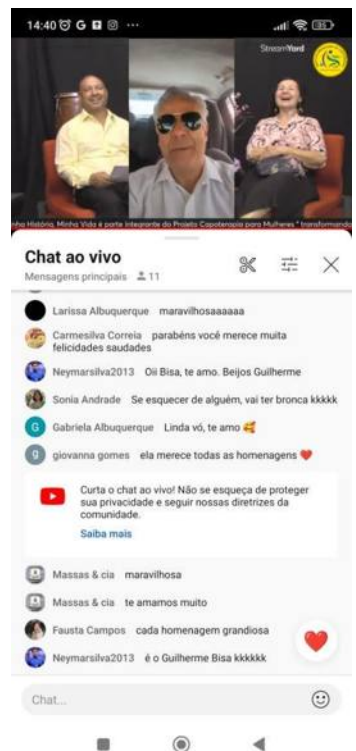 14:40
StreamYard
nha História, Minha Vida é parte Integrante do Projeto Capoterapia para Mulheres * transformando
Chat ao vivo
Mensagens principais 11
Larissa Albuquerque maravilhosaaaaaa
Carmesilva Correia parabéns você merece muita
felicidades saudades
Neymarsilva2013 Oii Bisa, te amo. Beijos Guilherme
Sonia Andrade Se esquecer de alguém, vai ter bronca kkkkk
G Gabriela Albuquerque Linda vó, te amo 🥰
g giovanna gomes ela merece todas as homenagens ❤️
Curta o chat ao vivo! Não se esqueça de proteger
sua privacidade e seguir nossas diretrizes da
comunidade.
Saiba mais
Massas & cia maravilhosa
Massas & cia te amamos muito
Fausta Campos cada homenagem grandiosa
Neymarsilva2013 é o Guilherme Bisa kkkkkk
Chat...